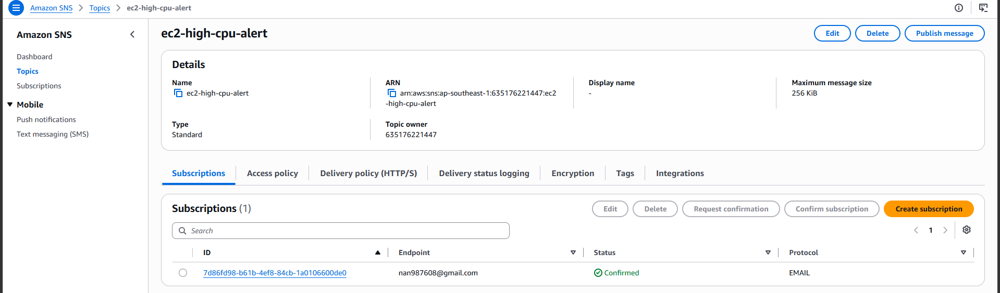 Amazon SNS > Topics > ec2-high-cpu-alert
Amazon SNS
Dashboard
Topics
Subscriptions
Mobile
Push notifications
Text messaging (SMS)
ec2-high-cpu-alert
Edit
Delete
Publish message
Details
Name
ec2-high-cpu-alert
ARN
arn:aws:sns:ap-southeast-1:635176221447:ec2
-high-cpu-alert
Display name
-
Maximum message size
256 KiB
Type
Standard
Topic owner
635176221447
Subscriptions
Access policy
Delivery policy (HTTP/S)
Delivery status logging
Encryption
Tags
Integrations
Subscriptions (1)
Edit
Delete
Request confirmation
Confirm subscription
Create subscription
Search
1
ID
Endpoint
Status
Protocol
7d86fd98-b61b-4ef8-84cb-1a0106600de0
nan987608@gmail.com
Confirmed
EMAIL